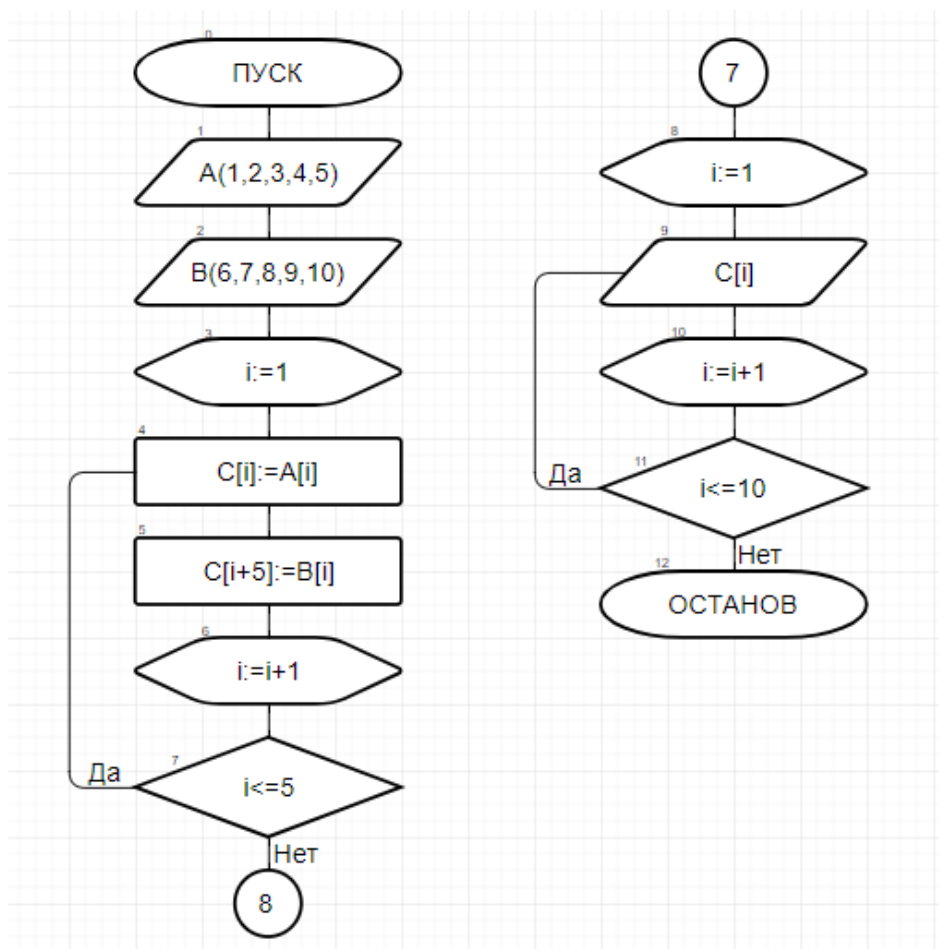 0
ПУСК
1
A(1,2,3,4,5)
2
B(6,7,8,9,10)
3
i:=1
4
C[i]:=A[i]
5
C[i+5]:=B[i]
6
i:=i+1
7
Да
i<=5
Нет
8
7
8
i:=1
9
C[i]
10
i:=i+1
11
Да
i<=10
Нет
12
ОСТАНОВ